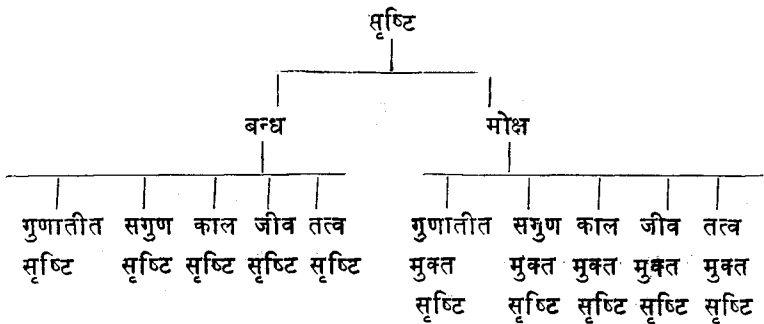 सृष्टि
बन्ध मोक्ष
गुणातीत सगुण काल जीव तत्व गुणातीत सगुण काल जीव तत्व
सृष्टि सृष्टि सृष्टि सृष्टि सृष्टि मुक्त मुक्त मुक्त मुक्त मुक्त
सृष्टि सृष्टि सृष्टि सृष्टि सृष्टि